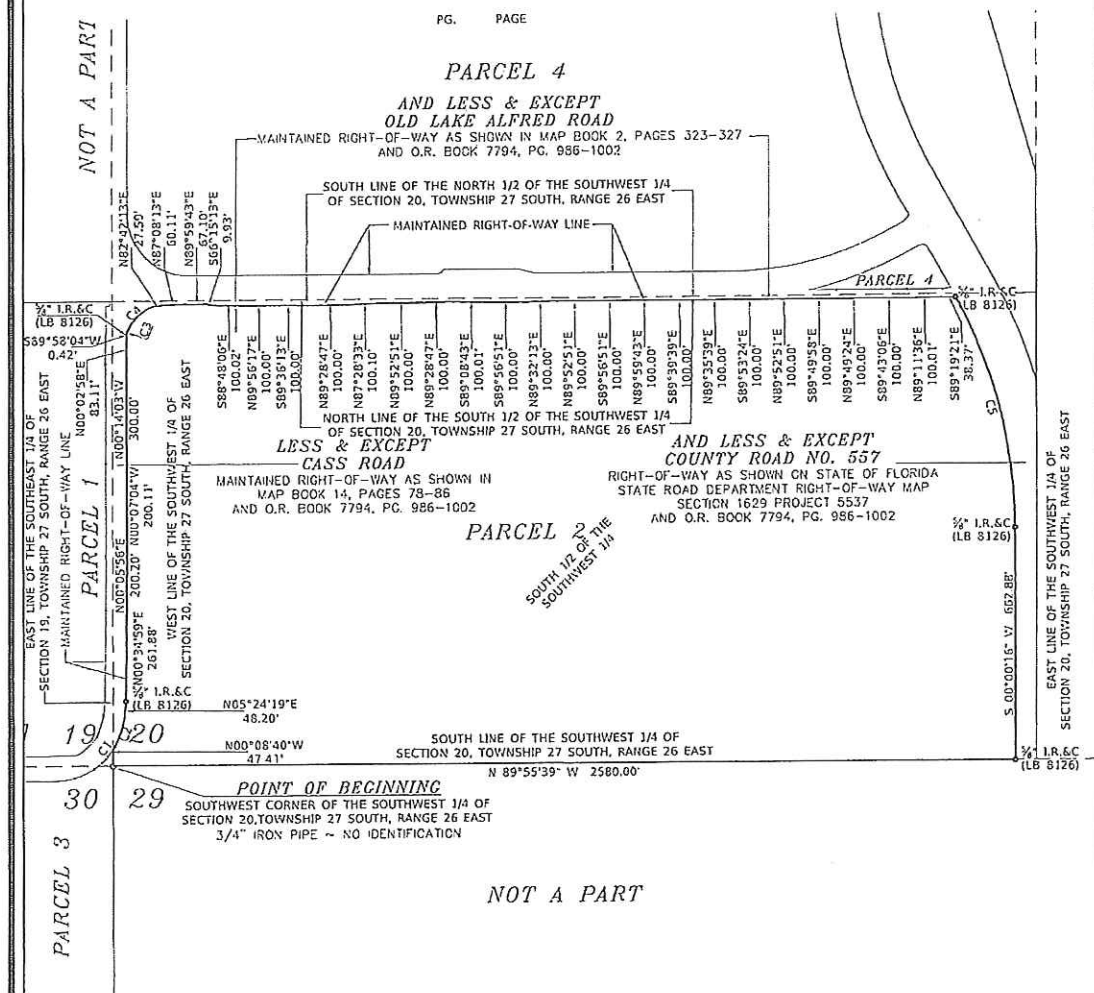 PG. PAGE
NOT A PART
PARCEL 4
AND LESS & EXCEPT
OLD LAKE ALFRED ROAD
MAINTAINED RIGHT-OF-WAY AS SHOWN IN MAP BOOK 2, PAGES 323-327
AND O.R. BOOK 7794, PG. 986-1002
SOUTH LINE OF THE NORTH 1/2 OF THE SOUTHWEST 1/4
OF SECTION 20, TOWNSHIP 27 SOUTH, RANGE 26 EAST
MAINTAINED RIGHT-OF-WAY LINE
N82°42'13"E
27.50'
N87°08'13"E
60.11'
N89°59'43"E
67.10'
S66°15'13"E
9.93'
PARCEL 4
5/8" I.R.&C
(LB 8126)
5/8" I.R.&C
(LB 8126)
C4
C3
S89°58'04"W
0.42'
N00°02'58"E
83.11'
S88°48'06"E
100.02'
N89°56'17"E
100.00'
S89°36'13"E
100.00'
N89°28'47"E
100.00'
N87°28'33"E
100.10'
N89°52'51"E
100.00'
N89°28'47"E
100.00'
S89°08'43"E
100.01'
S89°56'51"E
100.00'
N89°32'13"E
100.00'
N89°52'51"E
100.00'
S89°56'51"E
100.00'
N89°59'43"E
100.00'
S89°39'39"E
100.00'
N89°35'39"E
100.00'
S89°53'24"E
100.00'
N89°52'51"E
100.00'
S89°49'58"E
100.00'
N89°49'24"E
100.00'
S89°43'06"E
100.00'
N89°11'36"E
100.01'
S89°19'21"E
38.37'
C5
NORTH LINE OF THE SOUTH 1/2 OF THE SOUTHWEST 1/4
OF SECTION 20, TOWNSHIP 27 SOUTH, RANGE 26 EAST
LESS & EXCEPT
CASS ROAD
MAINTAINED RIGHT-OF-WAY AS SHOWN IN
MAP BOOK 14, PAGES 78-86
AND O.R. BOOK 7794, PG. 986-1002
AND LESS & EXCEPT
COUNTY ROAD NO. 557
RIGHT-OF-WAY AS SHOWN ON STATE OF FLORIDA
STATE ROAD DEPARTMENT RIGHT-OF-WAY MAP
SECTION 1629 PROJECT 5537
AND O.R. BOOK 7794, PG. 986-1002
PARCEL 2
SOUTH 1/2 OF THE
SOUTHWEST 1/4
5/8" I.R.&C
(LB 8126)
EAST LINE OF THE SOUTHEAST 1/4 OF
SECTION 19, TOWNSHIP 27 SOUTH, RANGE 26 EAST
MAINTAINED RIGHT-OF-WAY LINE
PARCEL 1
N00°14'03"W
300.00'
N00°07'04"W
200.11'
N00°05'56"E
200.20'
N00°34'59"E
261.88'
WEST LINE OF THE SOUTHWEST 1/4 OF
SECTION 20, TOWNSHIP 27 SOUTH, RANGE 26 EAST
S 00°00'16" W 662.88'
EAST LINE OF THE SOUTHWEST 1/4 OF
SECTION 20, TOWNSHIP 27 SOUTH, RANGE 26 EAST
5/8" I.R.&C
(LB 8126)
N05°24'19"E
48.20'
19 20
C1
N00°08'40"W
47.41'
SOUTH LINE OF THE SOUTHWEST 1/4 OF
SECTION 20, TOWNSHIP 27 SOUTH, RANGE 26 EAST
N 89°55'39" W 2580.00'
5/8" I.R.&C
(LB 8126)
30 29
POINT OF BEGINNING
SOUTHWEST CORNER OF THE SOUTHWEST 1/4 OF
SECTION 20,TOWNSHIP 27 SOUTH, RANGE 26 EAST
3/4" IRON PIPE ~ NO IDENTIFICATION
PARCEL 3
NOT A PART